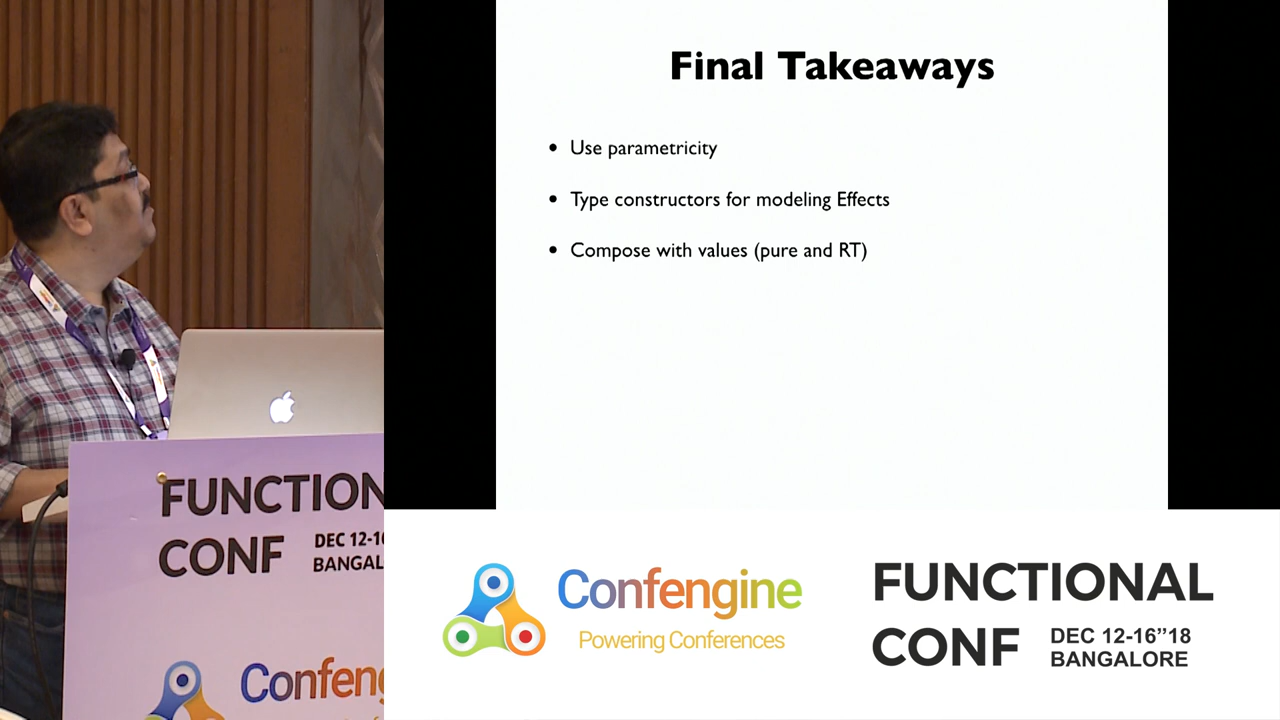 Final Takeaways
• Use parametricity
• Type constructors for modeling Effects
• Compose with values (pure and RT)
FUNCTION
CONF
DEC 12-16
BANGAL
Confeng
Confengine
Powering Conferences
FUNCTIONAL
CONF
DEC 12-16”18
BANGALORE